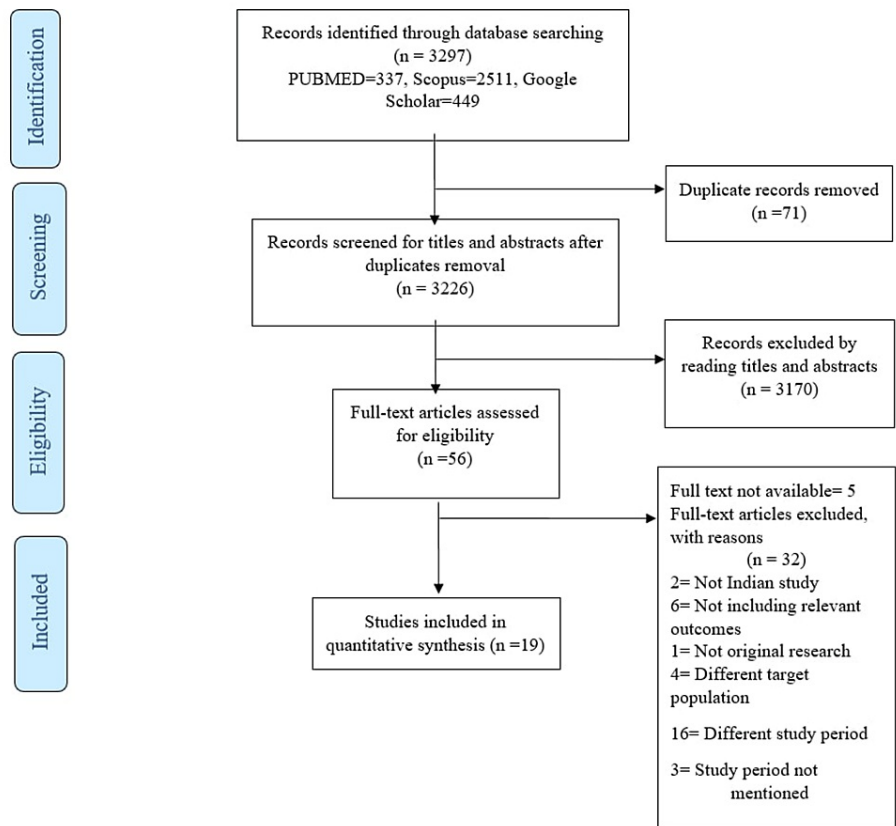 Identification
Records identified through database searching
(n = 3297)
PUBMED=337, Scopus=2511, Google
Scholar=449
Duplicate records removed
(n =71)
Screening
Records screened for titles and abstracts after
duplicates removal
(n = 3226)
Records excluded by
reading titles and abstracts
(n = 3170)
Eligibility
Full-text articles assessed
for eligibility
(n =56)
Full text not available= 5
Full-text articles excluded,
with reasons
(n = 32)
2= Not Indian study
6= Not including relevant
outcomes
1= Not original research
4= Different target
population
16= Different study period
3= Study period not
mentioned
Included
Studies included in
quantitative synthesis (n =19)